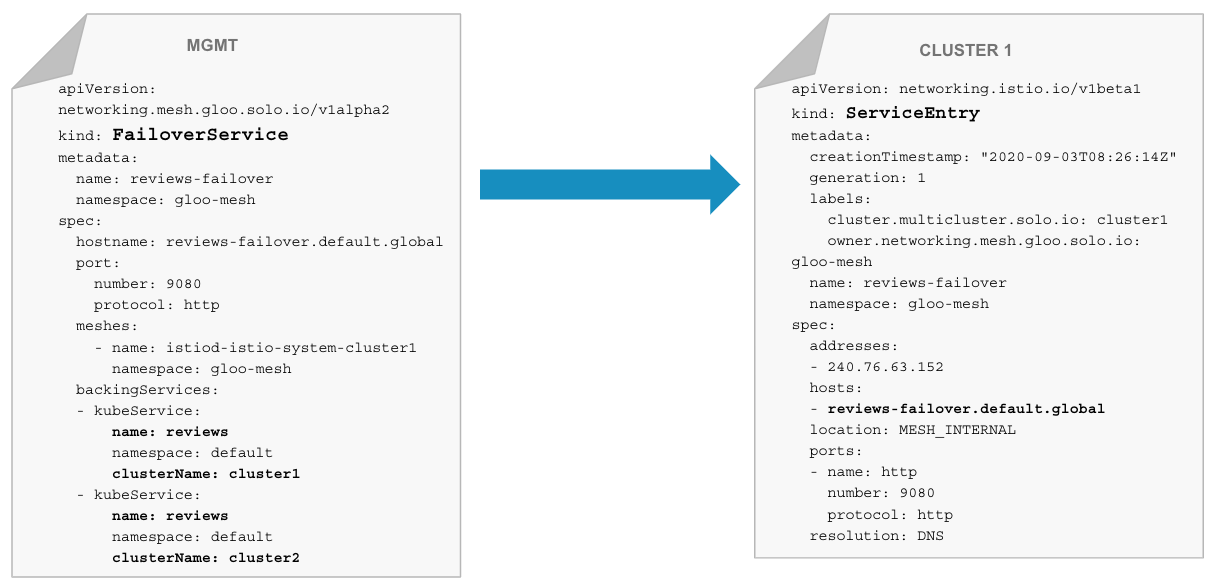 MGMT
apiVersion:
networking.mesh.gloo.solo.io/v1alpha2
kind: FailoverService
metadata:
  name: reviews-failover
  namespace: gloo-mesh
spec:
  hostname: reviews-failover.default.global
  port:
    number: 9080
    protocol: http
  meshes:
    - name: istiod-istio-system-cluster1
      namespace: gloo-mesh
  backingServices:
  - kubeService:
      name: reviews
      namespace: default
      clusterName: cluster1
  - kubeService:
      name: reviews
      namespace: default
      clusterName: cluster2
CLUSTER 1
apiVersion: networking.istio.io/v1beta1
kind: ServiceEntry
metadata:
  creationTimestamp: "2020-09-03T08:26:14Z"
  generation: 1
  labels:
    cluster.multicluster.solo.io: cluster1
    owner.networking.mesh.gloo.solo.io:
gloo-mesh
  name: reviews-failover
  namespace: gloo-mesh
spec:
  addresses:
  - 240.76.63.152
  hosts:
  - reviews-failover.default.global
  location: MESH_INTERNAL
  ports:
  - name: http
    number: 9080
    protocol: http
  resolution: DNS